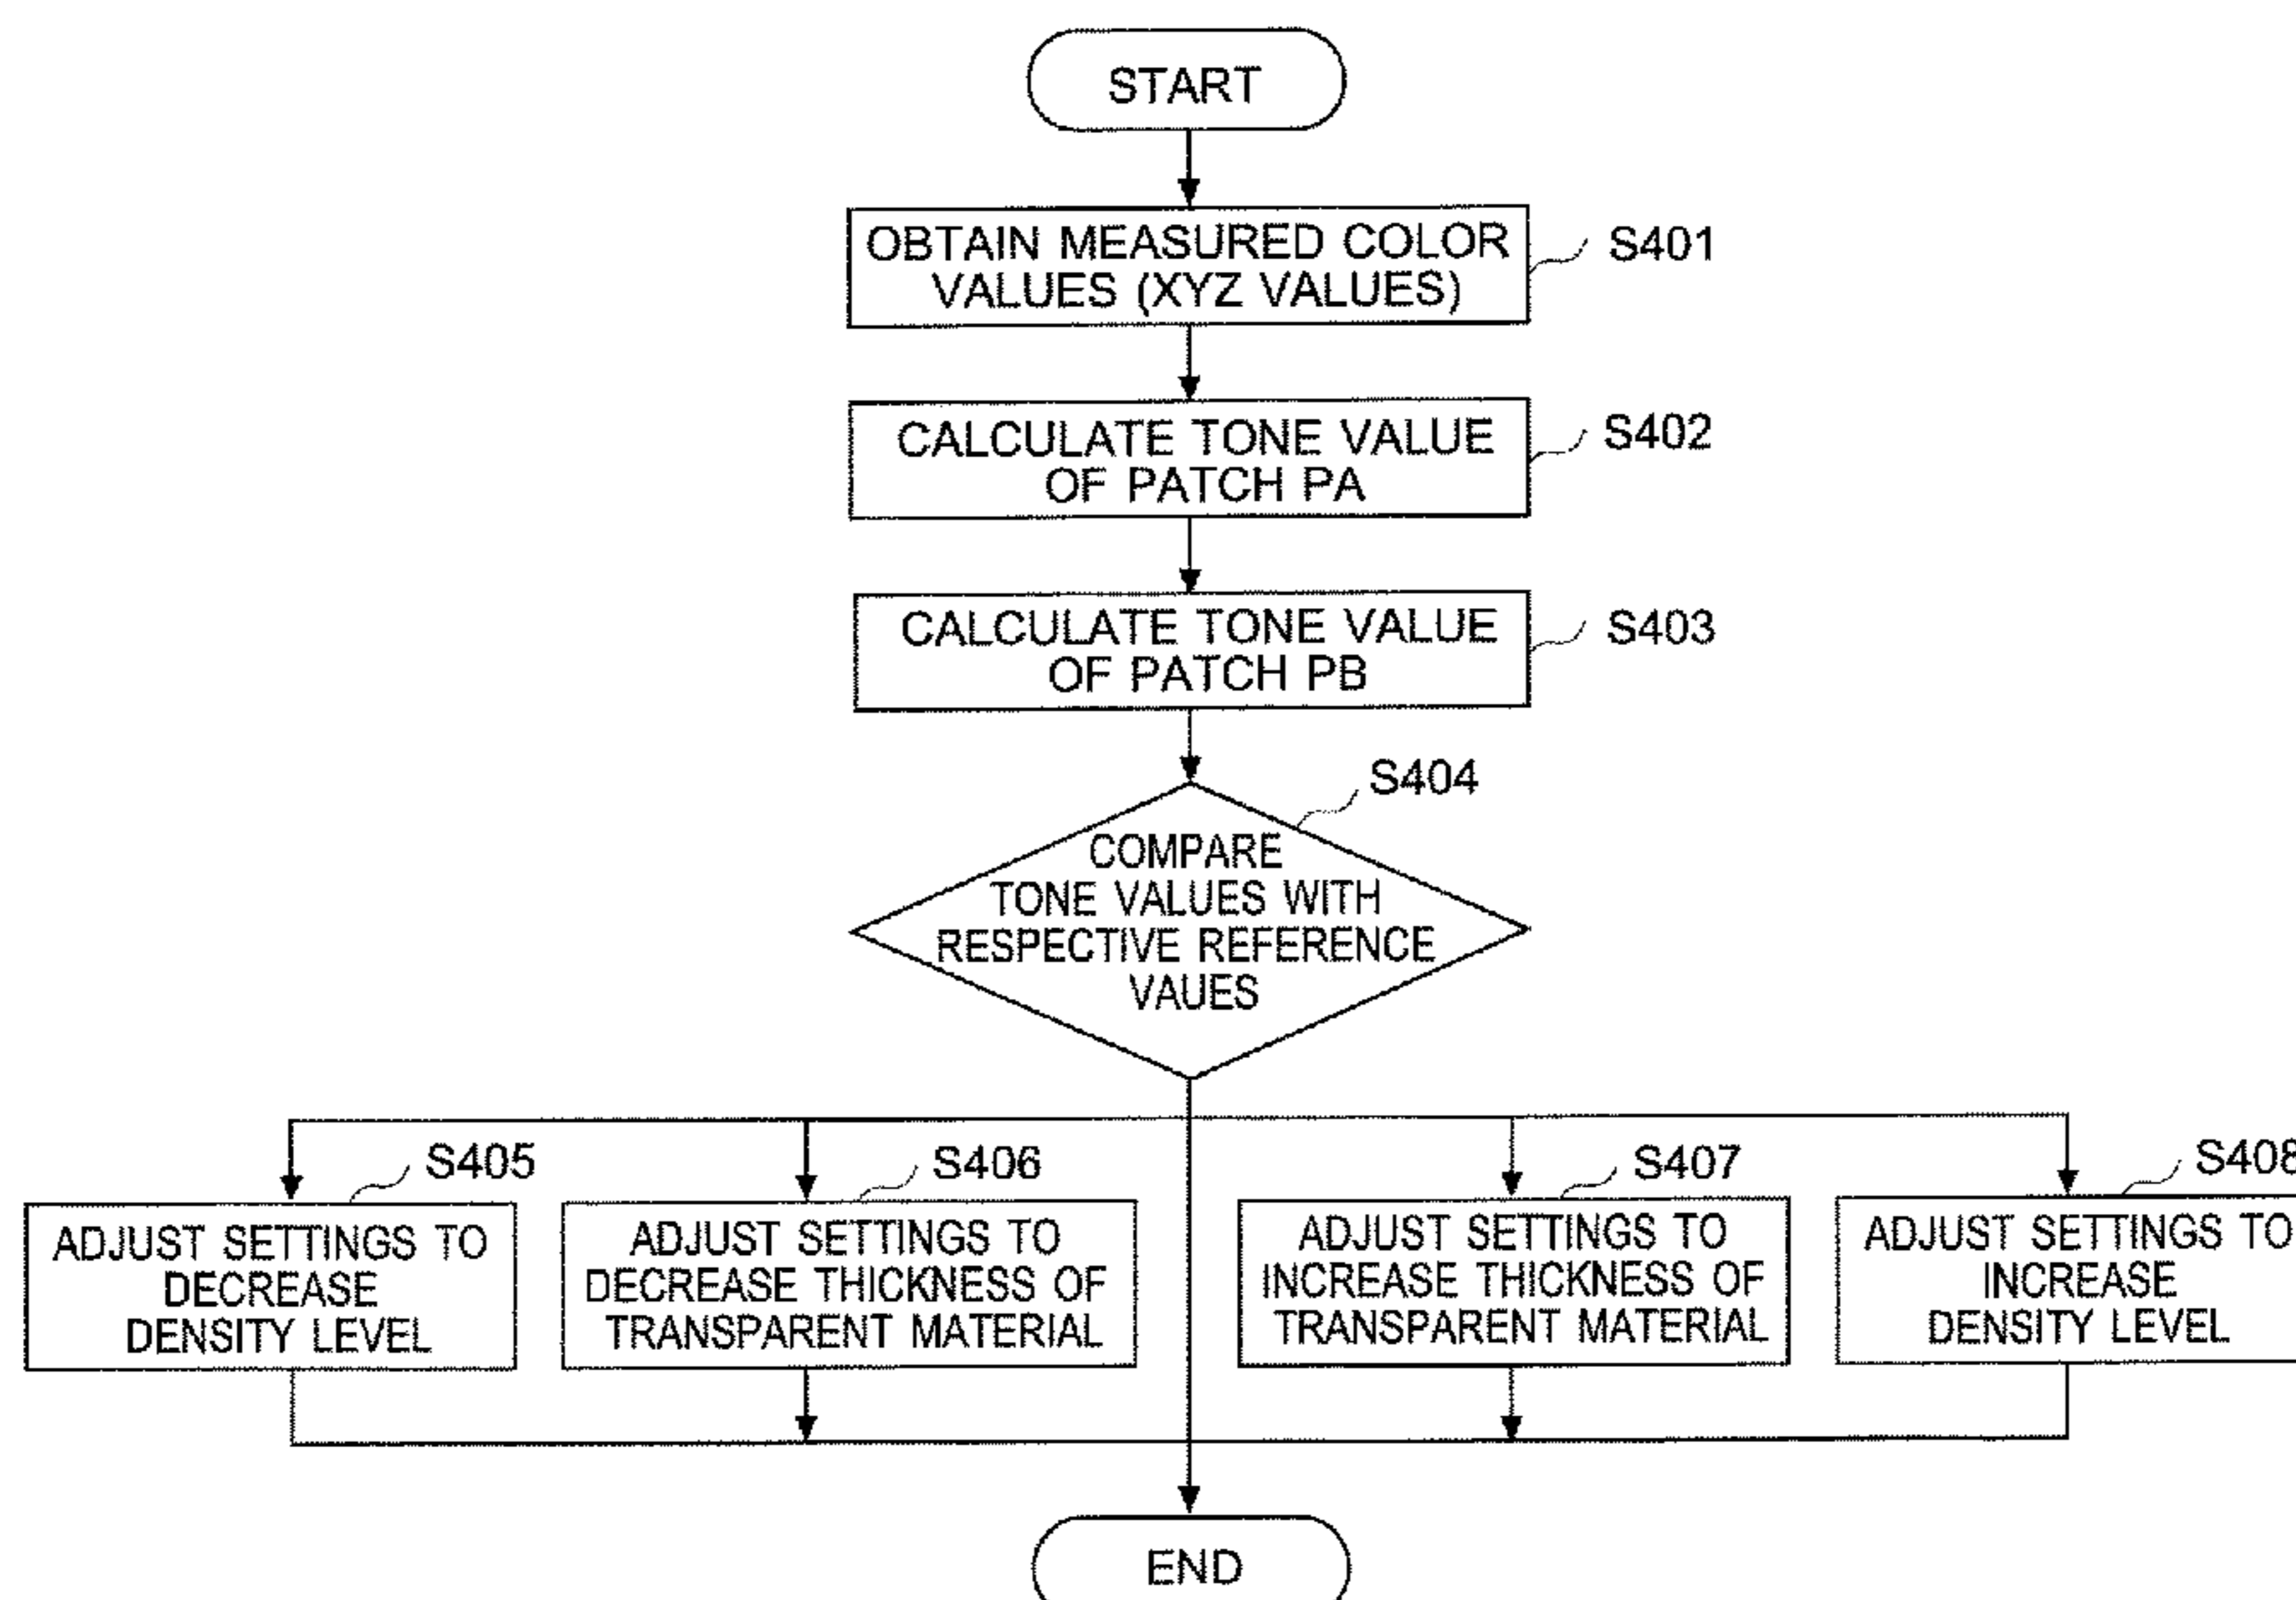 START
OBTAIN MEASURED COLOR
VALUES (XYZ VALUES)
S401
CALCULATE TONE VALUE
OF PATCH PA
S402
CALCULATE TONE VALUE
OF PATCH PB
S403
S404
COMPARE
TONE VALUES WITH
RESPECTIVE REFERENCE
VAUES
S405
ADJUST SETTINGS TO
DECREASE
DENSITY LEVEL
S406
ADJUST SETTINGS TO
DECREASE THICKNESS OF
TRANSPARENT MATERIAL
S407
ADJUST SETTINGS TO
INCREASE THICKNESS OF
TRANSPARENT MATERIAL
S408
ADJUST SETTINGS TO
INCREASE
DENSITY LEVEL
END